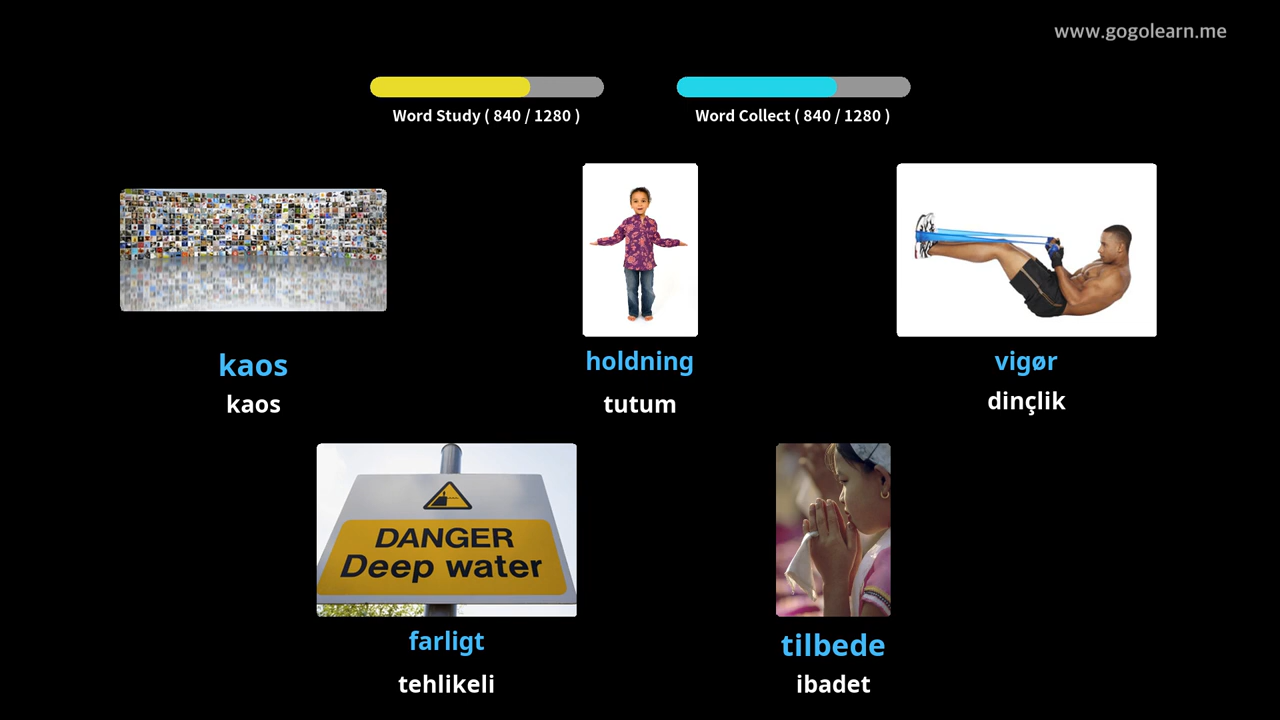 www.gogolearn.me
Word Study ( 840 / 1280 )
Word Collect ( 840 / 1280 )
kaos
kaos
holdning
tutum
vigør
dinçlik
DANGER
Deep water
farligt
tehlikeli
tilbede
ibadet